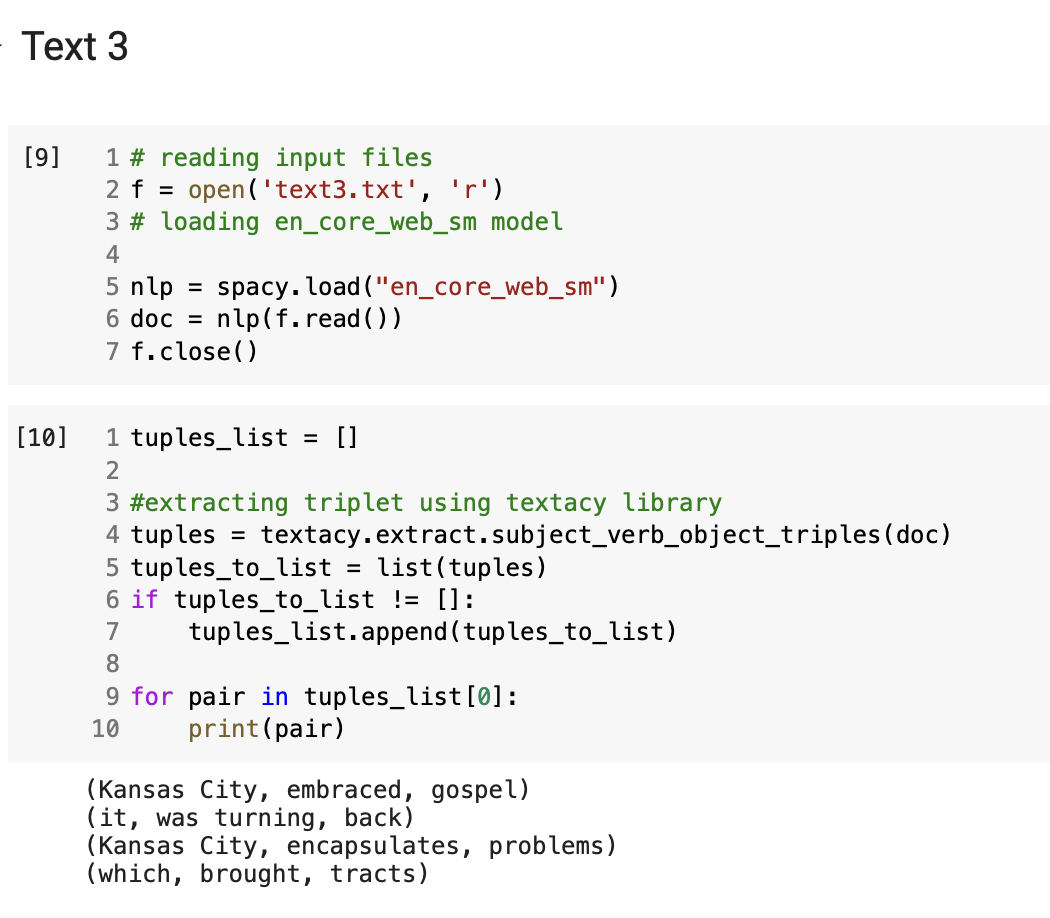 Text 3
[9] 1 # reading input files
2 f = open('text3.txt', 'r')
3 # loading en_core_web_sm model
4
5 nlp = spacy.load("en_core_web_sm")
6 doc = nlp(f.read())
7 f.close()
[10] 1 tuples_list = []
2
3 #extracting triplet using textacy library
4 tuples = textacy.extract.subject_verb_object_triples(doc)
5 tuples_to_list = list(tuples)
6 if tuples_to_list != []:
7     tuples_list.append(tuples_to_list)
8
9 for pair in tuples_list[0]:
10     print(pair)
(Kansas City, embraced, gospel)
(it, was turning, back)
(Kansas City, encapsulates, problems)
(which, brought, tracts)